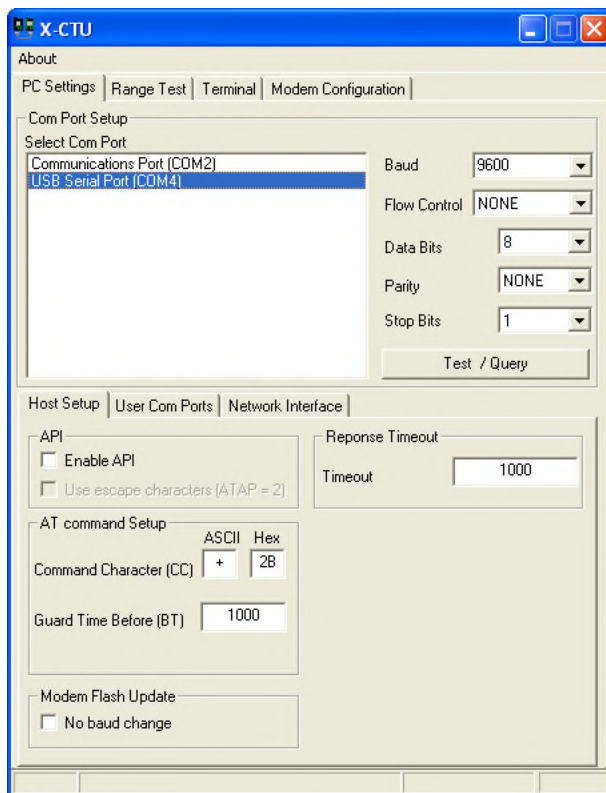 X-CTU
About
PC Settings Range Test Terminal Modem Configuration
Com Port Setup
Select Com Port
Communications Port (COM2)
USB Serial Port (COM4)
Baud 9600
Flow Control NONE
Data Bits 8
Parity NONE
Stop Bits 1
Test / Query
Host Setup User Com Ports Network Interface
API
Enable API
Use escape characters (ATAP = 2)
Reponse Timeout
Timeout 1000
AT command Setup
ASCII Hex
Command Character (CC) + 2B
Guard Time Before (BT) 1000
Modem Flash Update
No baud change